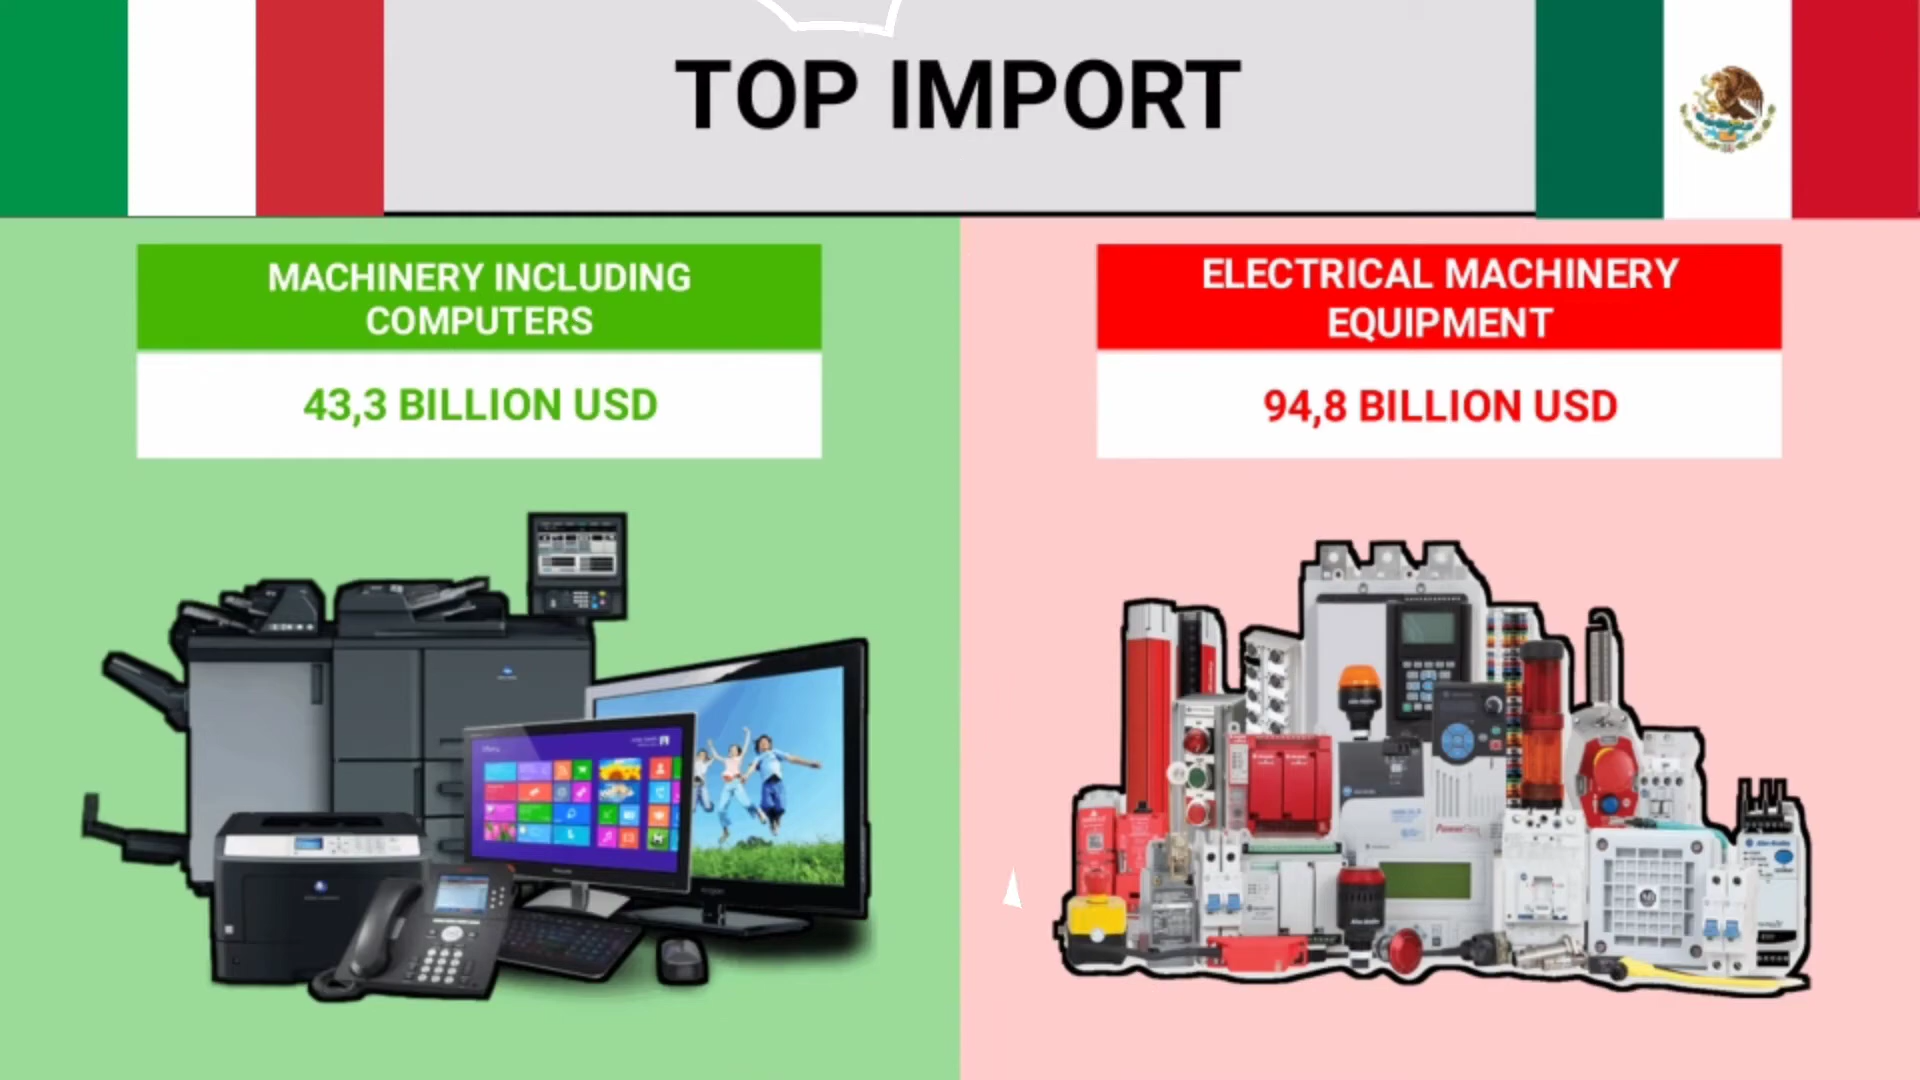 TOP IMPORT
MACHINERY INCLUDING
COMPUTERS
43,3 BILLION USD
ELECTRICAL MACHINERY
EQUIPMENT
94,8 BILLION USD